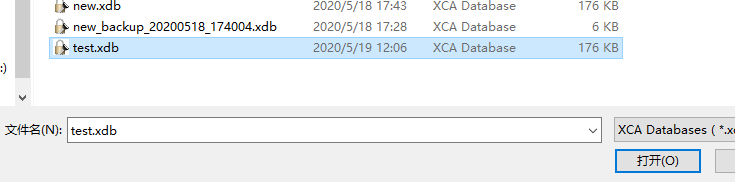 new.xdb 2020/5/18 17:43 XCA Database 176 KB
new_backup_20200518_174004.xdb 2020/5/18 17:28 XCA Database 6 KB
test.xdb 2020/5/19 12:06 XCA Database 176 KB
:)
文件名(N): test.xdb XCA Databases ( *.x
打开(O)